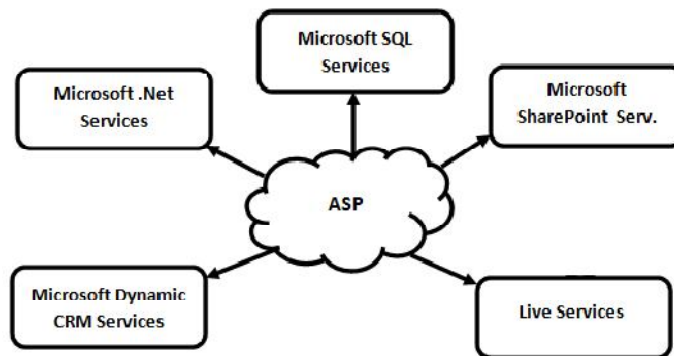 Microsoft SQL
Services
Microsoft .Net
Services
Microsoft
SharePoint Serv.
ASP
Microsoft Dynamic
CRM Services
Live Services